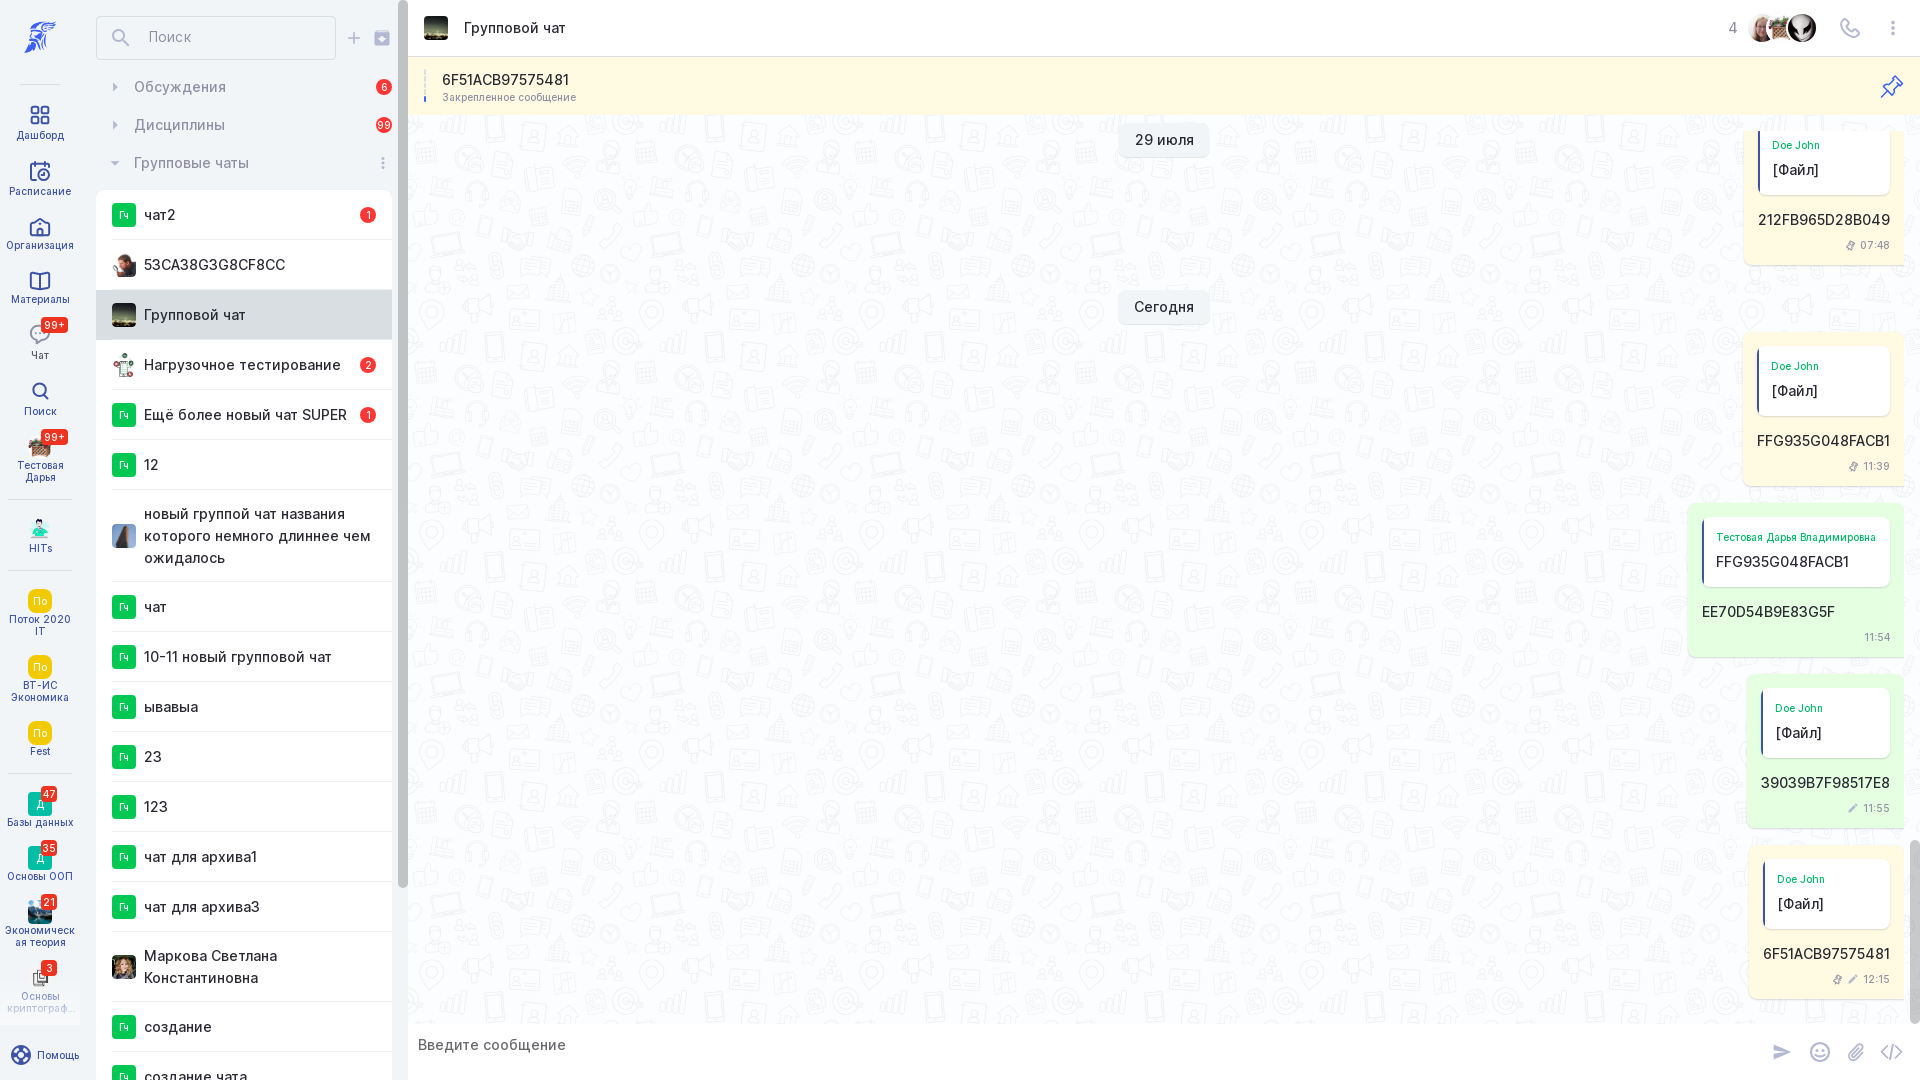 Дашборд
Расписание
Организация
Материалы
99+
Чат
Поиск
99+
Тестовая
Дарья
HITs
По
Поток 2020
IT
По
ВТ-ИС
Экономика
По
Fest
47
Д
Базы данных
35
Д
Основы ООП
21
Экономическ
ая теория
3
Основы
криптограф...
Помощь
Поиск
Обсуждения
6
Дисциплины
99
Групповые чаты
Гч
чат2
1
53CA38G3G8CF8CC
Групповой чат
Нагрузочное тестирование
2
Гч
Ещё более новый чат SUPER
1
Гч
12
новый группой чат названия
которого немного длиннее чем
ожидалось
Гч
чат
Гч
10-11 новый групповой чат
Гч
ывавыа
Гч
23
Гч
123
Гч
чат для архива1
Гч
чат для архива3
Маркова Светлана
Константиновна
Гч
создание
Гч
создание чата
Групповой чат
4
6F51ACB97575481
Закрепленное сообщение
29 июля
Doe John
[Файл]
212FB965D28B049
07:48
Сегодня
Doe John
[Файл]
FFG935G048FACB1
11:39
Тестовая Дарья Владимировна
FFG935G048FACB1
EE70D54B9E83G5F
11:54
Doe John
[Файл]
39039B7F98517E8
11:55
Doe John
[Файл]
6F51ACB97575481
12:15
Введите сообщение